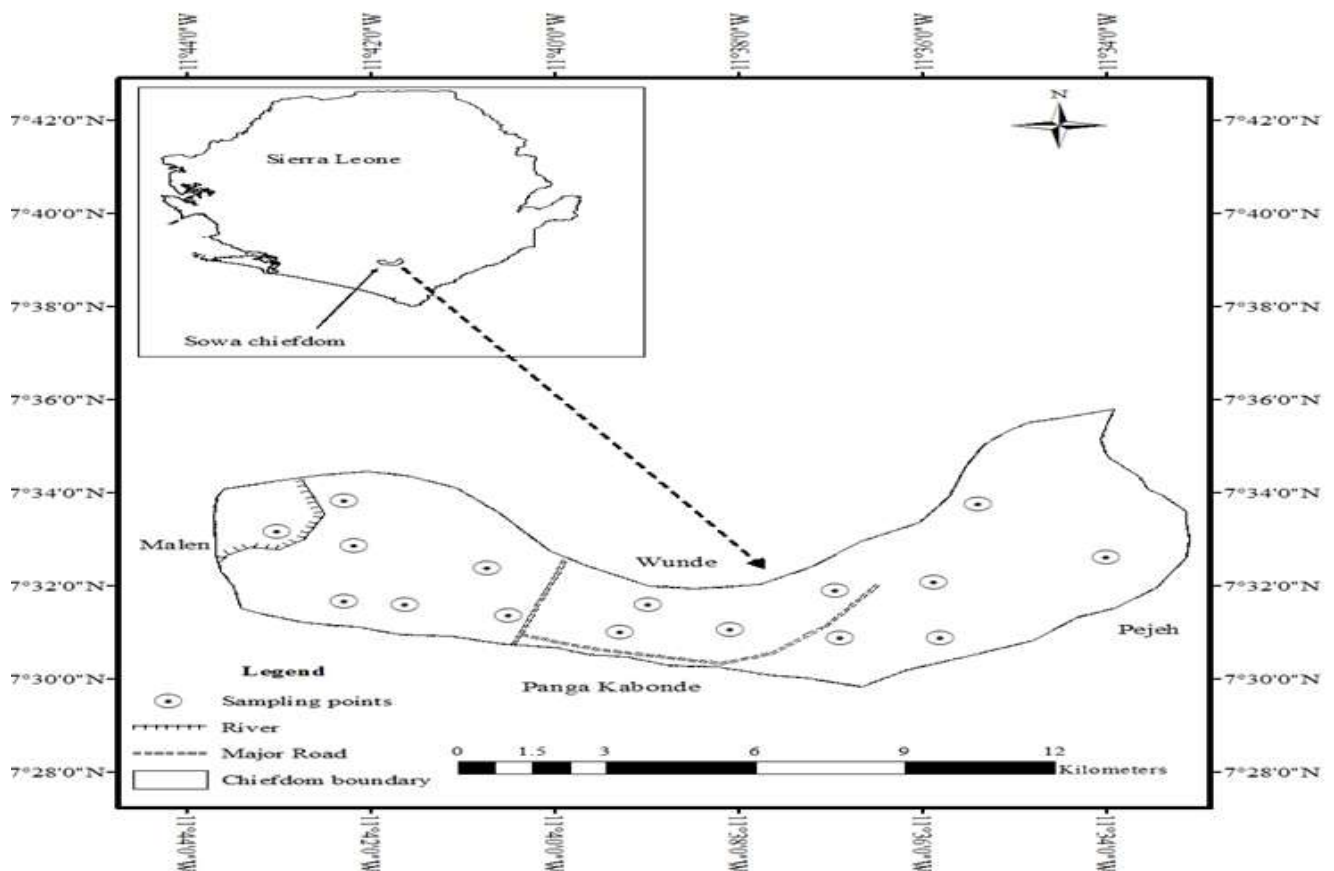 11°44'0"W 11°42'0"W 11°40'0"W 11°38'0"W 11°36'0"W 11°34'0"W
N
7°42'0"N 7°42'0"N
Sierra Leone
7°40'0"N 7°40'0"N
7°38'0"N 7°38'0"N
Sowa chiefdom
7°36'0"N 7°36'0"N
7°34'0"N 7°34'0"N
Malen
Wunde
7°32'0"N 7°32'0"N
Pejeh
Legend
7°30'0"N 7°30'0"N
Panga Kabonde
Sampling points
River
Major Road
Chiefdom boundary
0 1.5 3 6 9 12
Kilometers
7°28'0"N 7°28'0"N
11°44'0"W 11°42'0"W 11°40'0"W 11°38'0"W 11°36'0"W 11°34'0"W